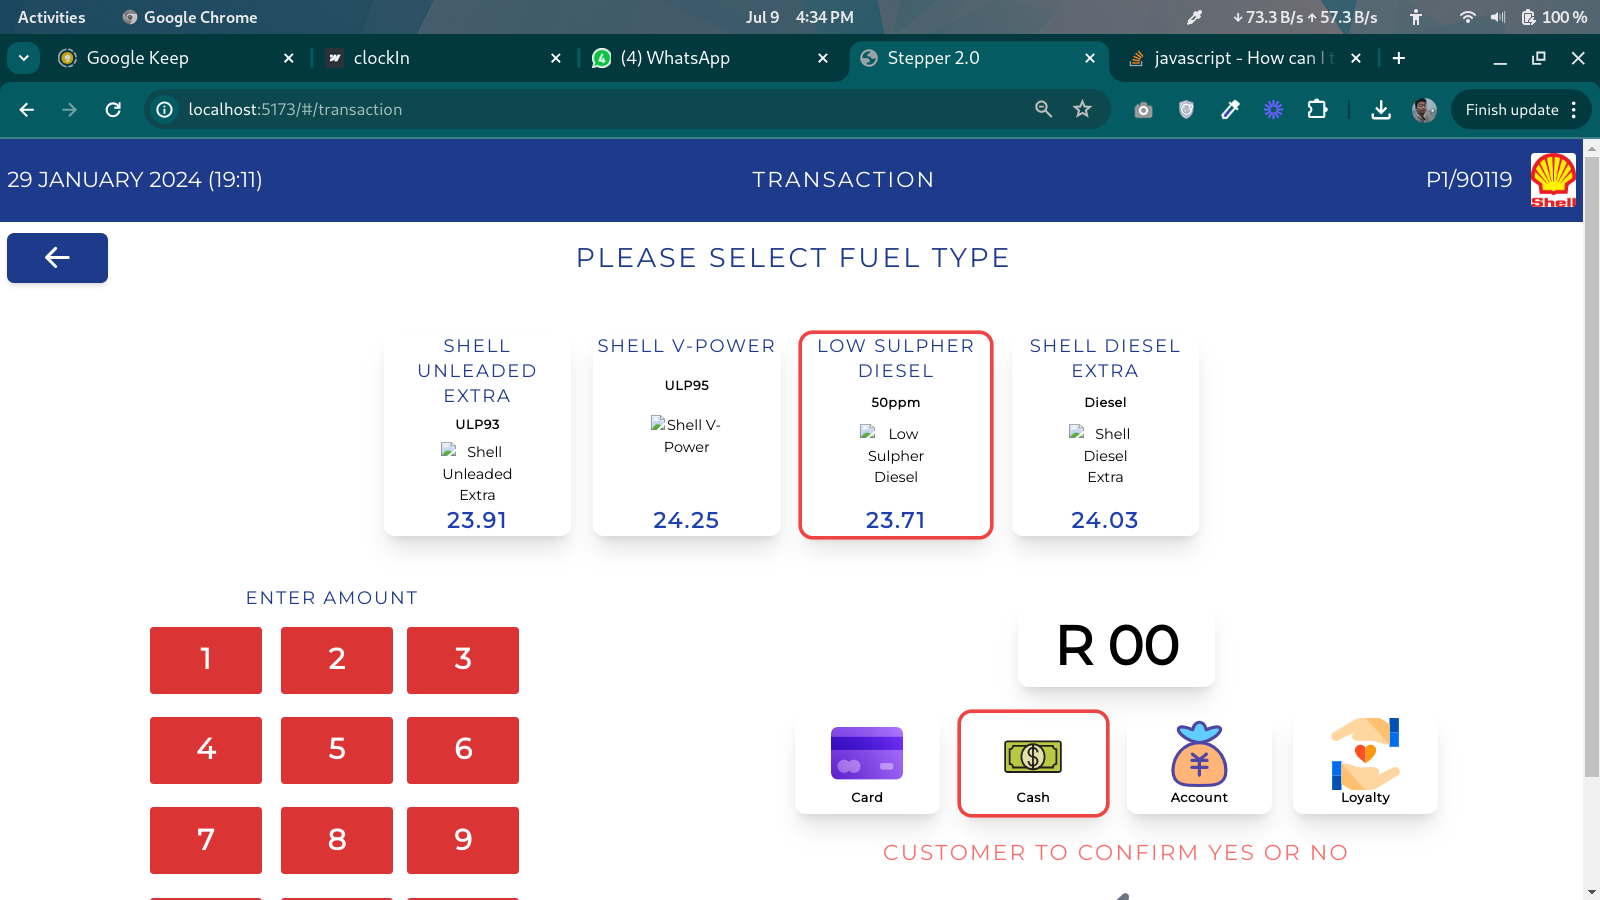 Activities
Google Chrome
Jul 9 4:34 PM
↓73.3 B/s ↑57.3 B/s
100 %
Google Keep
clockIn
(4) WhatsApp
Stepper 2.0
javascript - How can I t
localhost:5173/#/transaction
Finish update
29 JANUARY 2024 (19:11)
TRANSACTION
P1/90119
Shell
PLEASE SELECT FUEL TYPE
SHELL
UNLEADED
EXTRA
ULP93
Shell
Unleaded
Extra
23.91
SHELL V-POWER
ULP95
Shell V-
Power
24.25
LOW SULPHER
DIESEL
50ppm
Low
Sulpher
Diesel
23.71
SHELL DIESEL
EXTRA
Diesel
Shell
Diesel
Extra
24.03
ENTER AMOUNT
1 2 3
4 5 6
7 8 9
R 00
Card
Cash
Account
Loyalty
CUSTOMER TO CONFIRM YES OR NO